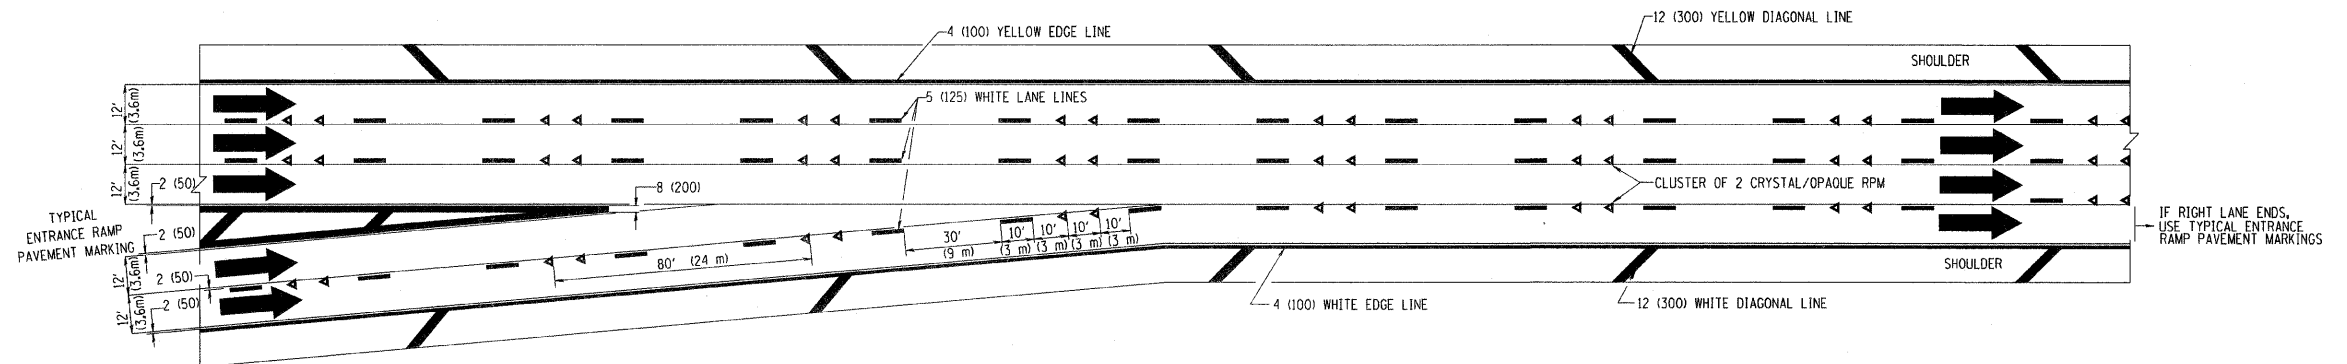 12 (300) YELLOW DIAGONAL LINE
4 (100) YELLOW EDGE LINE
SHOULDER
12'
(3.6m)
5 (125) WHITE LANE LINES
12'
(3.6m)
12'
(3.6m)
2 (50)
8 (200)
CLUSTER OF 2 CRYSTAL/OPAQUE RPM
TYPICAL
ENTRANCE RAMP
PAVEMENT MARKING
2 (50)
IF RIGHT LANE ENDS,
USE TYPICAL ENTRANCE
RAMP PAVEMENT MARKINGS
30'
(9 m)
10'
(3 m)
10'
(3 m)
10'
(3 m)
10'
(3 m)
80' (24 m)
SHOULDER
12'
(3.6m)
2 (50)
12'
(3.6m)
2 (50)
4 (100) WHITE EDGE LINE
12 (300) WHITE DIAGONAL LINE